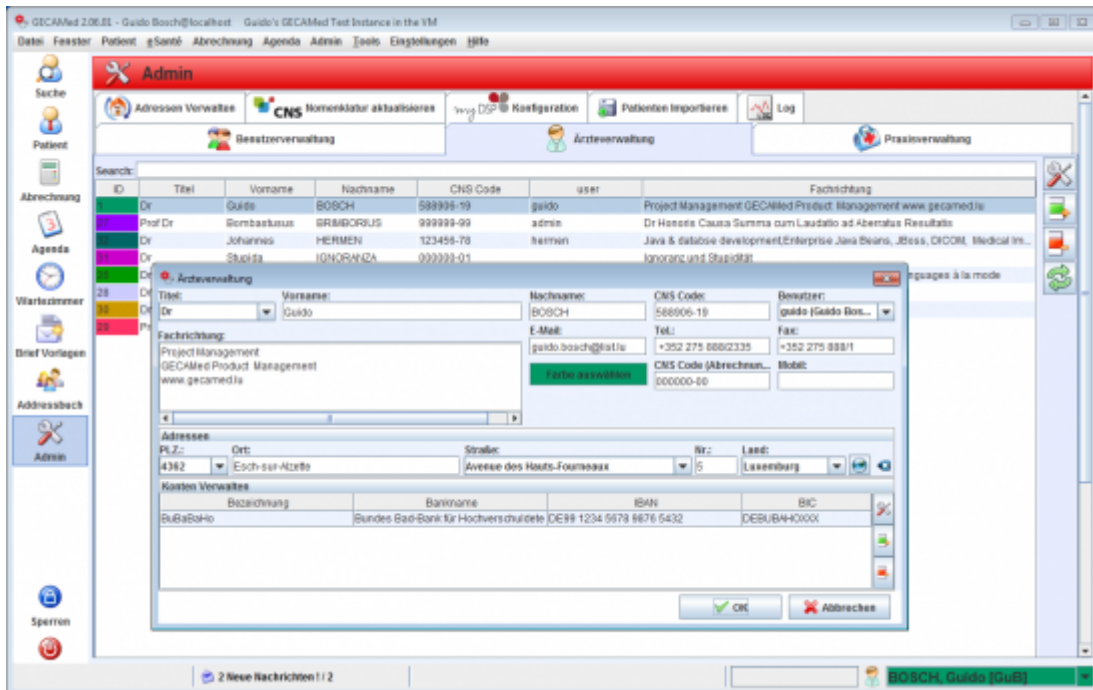 GECAMed 2.06.01 - Guido Bosch@localhost Guido's GECAMed Test Instance in the VM
Datei Fenster Patient eSanté Abrechnung Agenda Admin Tools Einstellungen Hilfe
Suche
Patient
Abrechnung
Agenda
Wartezimmer
Brief Vorlagen
Addressbuch
Admin
Sperren
Admin
Adressen Verwalten CNS Nomenklatur aktualisieren myDSP Konfiguration Patienten Importieren Log
Benutzerverwaltung Ärzteverwaltung Praxisverwaltung
Search:
ID Titel Vorname Nachname CNS Code user Fachrichtung
Dr Guido BOSCH 588906-19 guido Project Management GECAMed Product Management www.gecamed.lu
Prof Dr Bombastusus BRIMBORIUS 999999-99 admin Dr Honoris Causa Summa cum Laudatio ad Aberratus Resultatis
Dr Johannes HERMEN 123456-78 hermen Java & databse development,Enterprise Java Beans, JBoss, DICOM, Medical Im...
Dr Stupida IGNORANZA 000000-01 Ignoranz und Stupidität
nguages à la mode
28
30
29
Ärzteverwaltung
Titel: Vorname: Nachname: CNS Code: Benutzer:
Dr Guido BOSCH 588906-19 guido (Guido Bos...
Fachrichtung: E-Mail: Tel.: Fax:
Project Management
GECAMed Product Management
www.gecamed.lu
guido.bosch@list.lu +352 275 888/2335 +352 275 888/1
Farbe auswählen CNS Code (Abrechnun... Mobil:
000000-00
Adressen
PLZ.: Ort: Straße: Nr.: Land:
4362 Esch-sur-Alzette Avenue des Hauts-Fourneaux 5 Luxemburg
Konten Verwalten
Bezeichnung Bankname IBAN BIC
BuBaBaHo Bundes Bad-Bank für Hochverschuldete DE99 1234 5678 9876 5432 DEBUBAHOXXX
OK Abbrechen
2 Neue Nachrichten ! / 2
BOSCH, Guido [GuB]